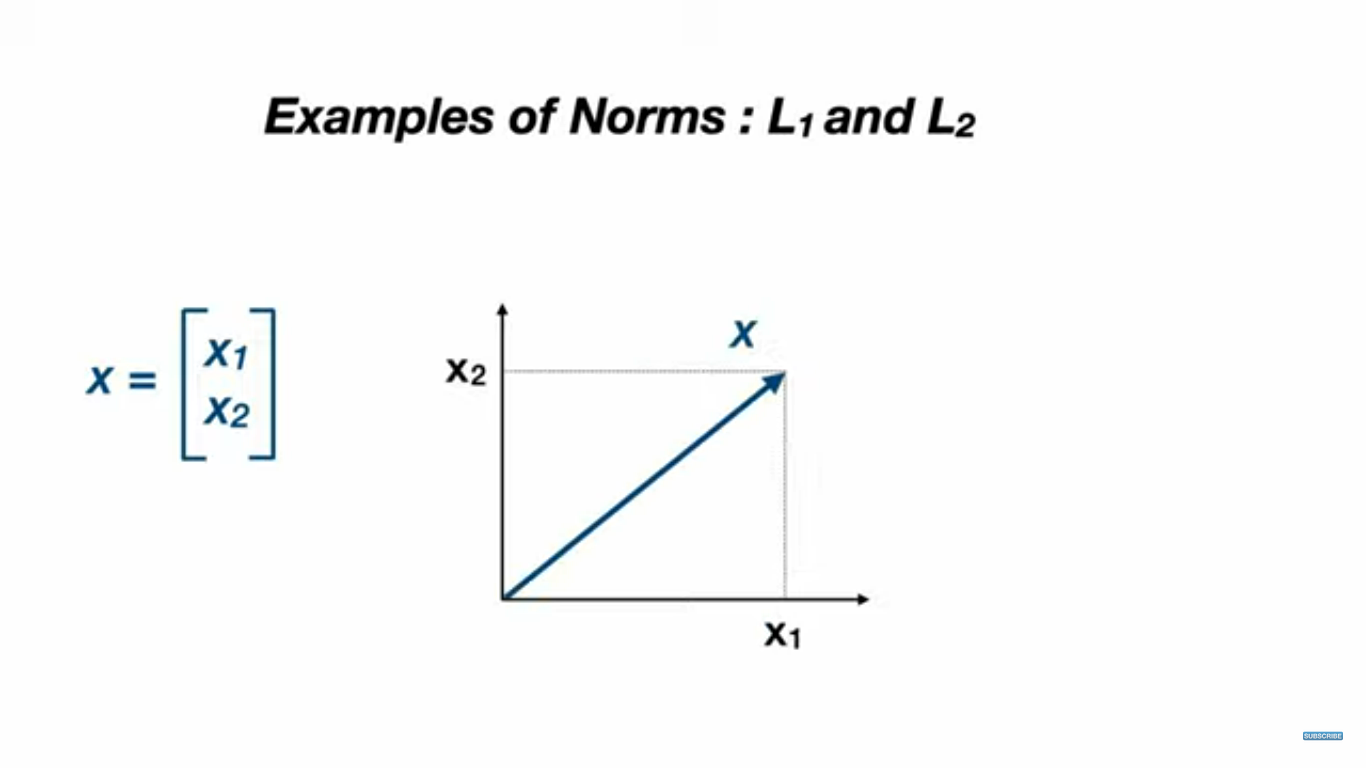 Examples of Norms : L1 and L2
x =
x1
x2
x2
x
x1
SUBSCRIBE